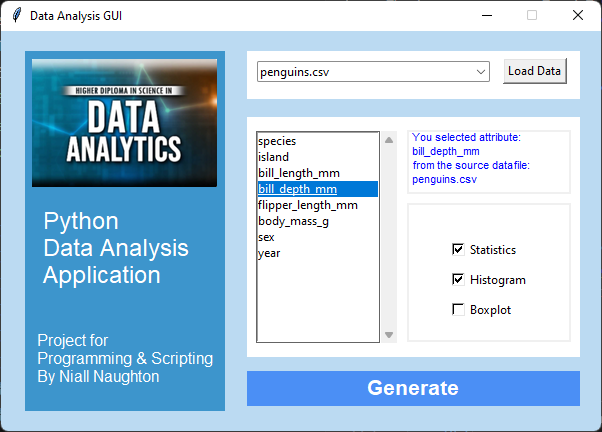 Data Analysis GUI
HIGHER DIPLOMA IN SCIENCE IN
DATA
ANALYTICS
Python
Data Analysis
Application
Project for
Programming & Scripting
By Niall Naughton
penguins.csv
Load Data
species
island
bill_length_mm
bill_depth_mm
flipper_length_mm
body_mass_g
sex
year
You selected attribute:
bill_depth_mm
from the source datafile:
penguins.csv
Statistics
Histogram
Boxplot
Generate